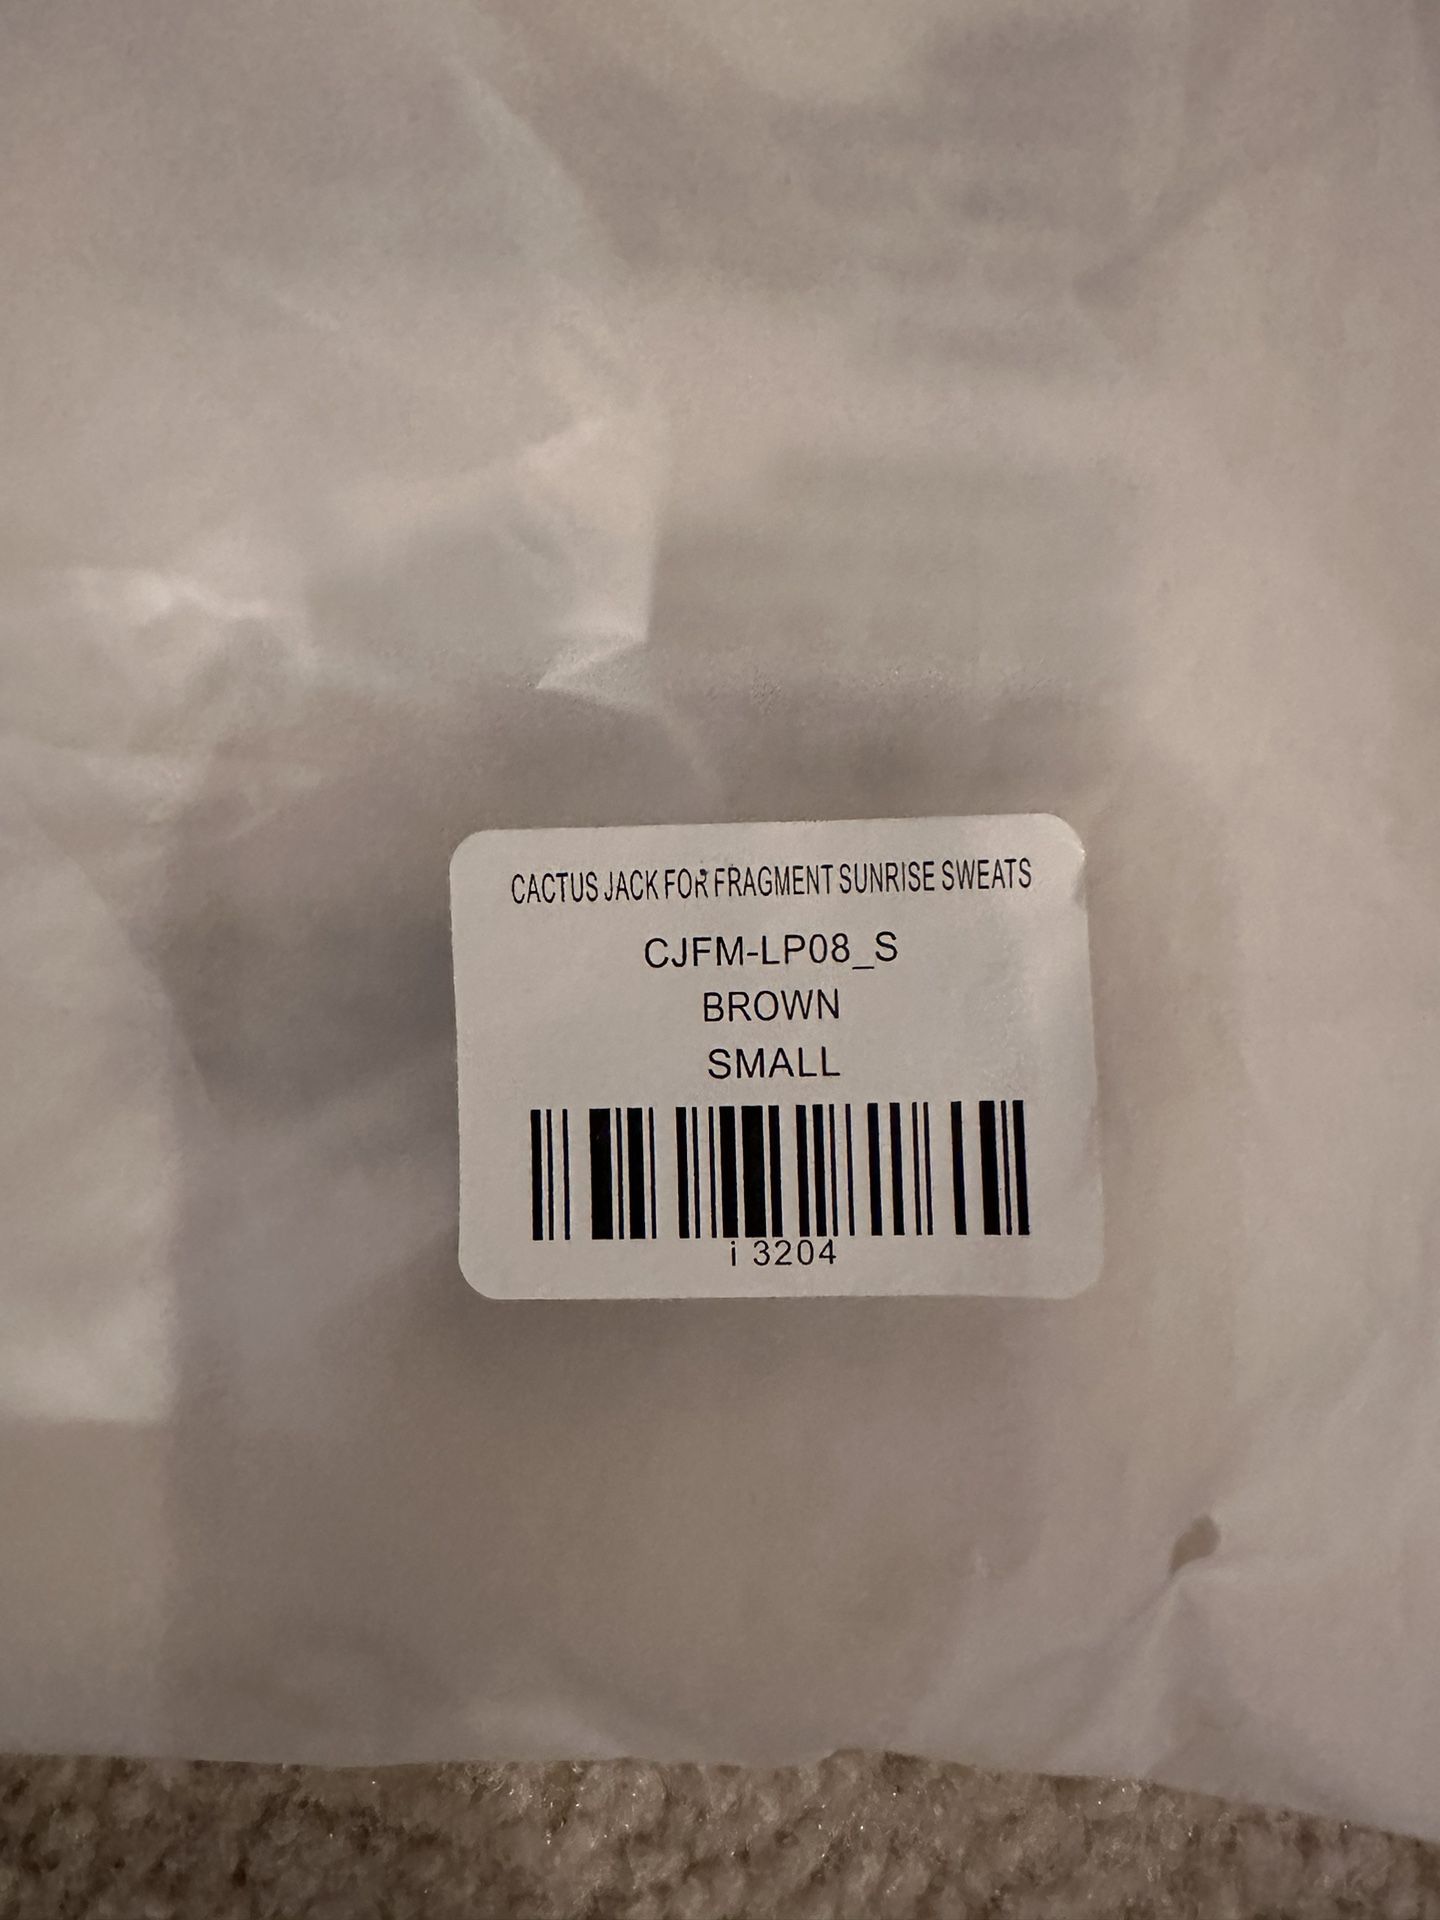 CACTUS JACK FOR FRAGMENT SUNRISE SWEATS
CJFM-LP08_S
BROWN
SMALL
i 3204